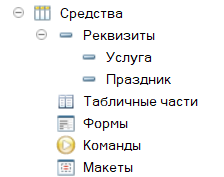 Средства
Реквизиты
Услуга
Праздник
Табличные части
Формы
Команды
Макеты